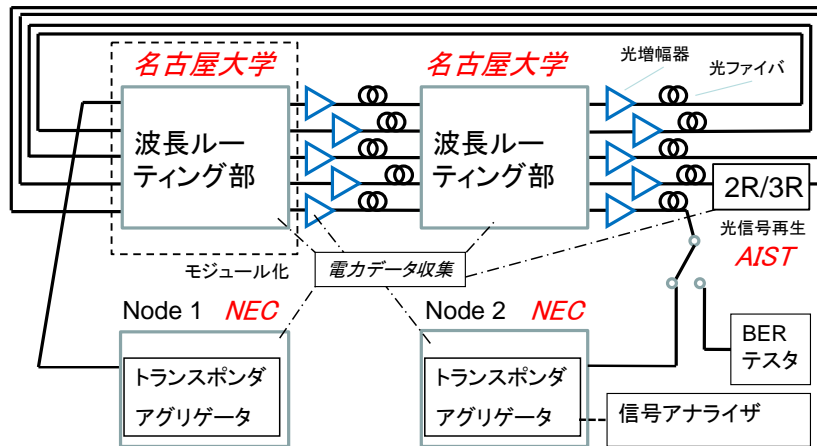 名古屋大学
名古屋大学
光増幅器
光ファイバ
波長ルー
ティング部
波長ルー
ティング部
2R/3R
光信号再生
AIST
モジュール化
電力データ収集
Node 1 NEC
Node 2 NEC
トランスポンダ
アグリゲータ
トランスポンダ
アグリゲータ
BER
テスタ
信号アナライザ